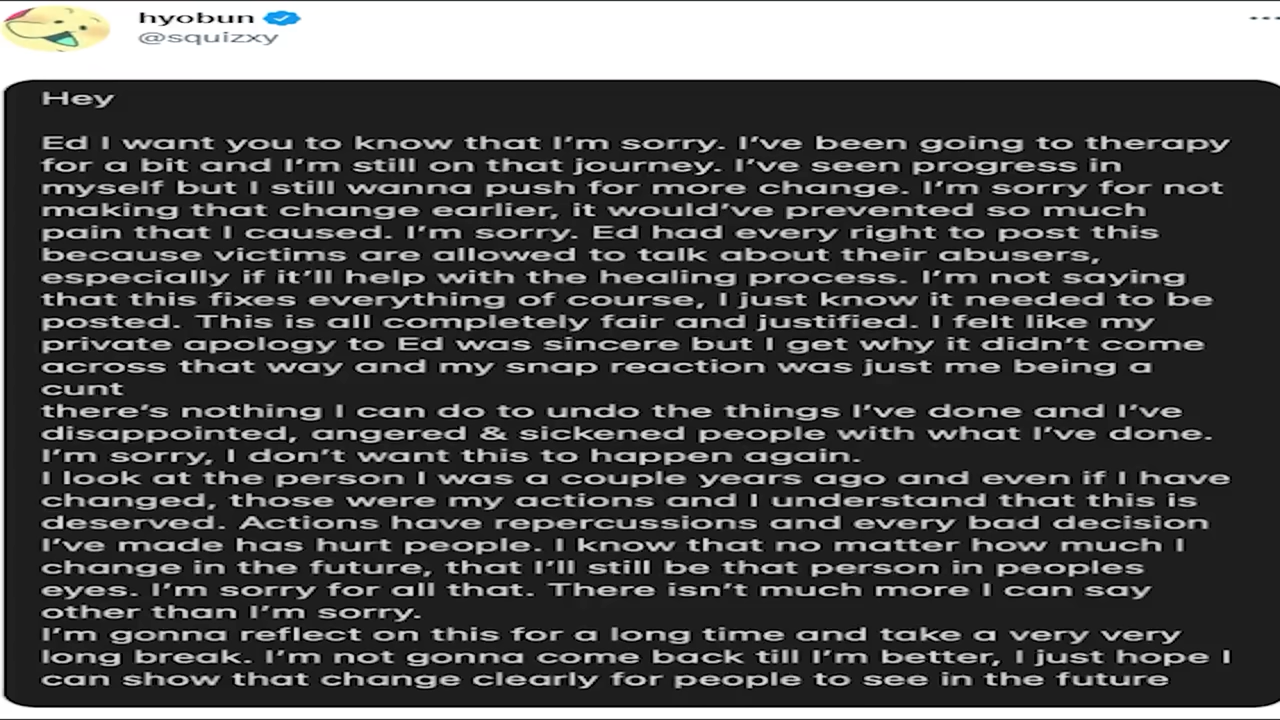 hyobun
@squizxy
Hey
Ed I want you to know that I'm sorry. I've been going to therapy
for a bit and I'm still on that journey. I've seen progress in
myself but I still wanna push for more change. I'm sorry for not
making that change earlier, it would've prevented so much
pain that I caused. I'm sorry. Ed had every right to post this
because victims are allowed to talk about their abusers,
especially if it'll help with the healing process. I'm not saying
that this fixes everything of course, I just know it needed to be
posted. This is all completely fair and justified. I felt like my
private apology to Ed was sincere but I get why it didn't come
across that way and my snap reaction was just me being a
cunt
there's nothing I can do to undo the things I've done and I've
disappointed, angered & sickened people with what I've done.
I'm sorry, I don't want this to happen again.
I look at the person I was a couple years ago and even if I have
changed, those were my actions and I understand that this is
deserved. Actions have repercussions and every bad decision
I've made has hurt people. I know that no matter how much I
change in the future, that I'll still be that person in peoples
eyes. I'm sorry for all that. There isn't much more I can say
other than I'm sorry.
I'm gonna reflect on this for a long time and take a very very
long break. I'm not gonna come back till I'm better, I just hope I
can show that change clearly for people to see in the future